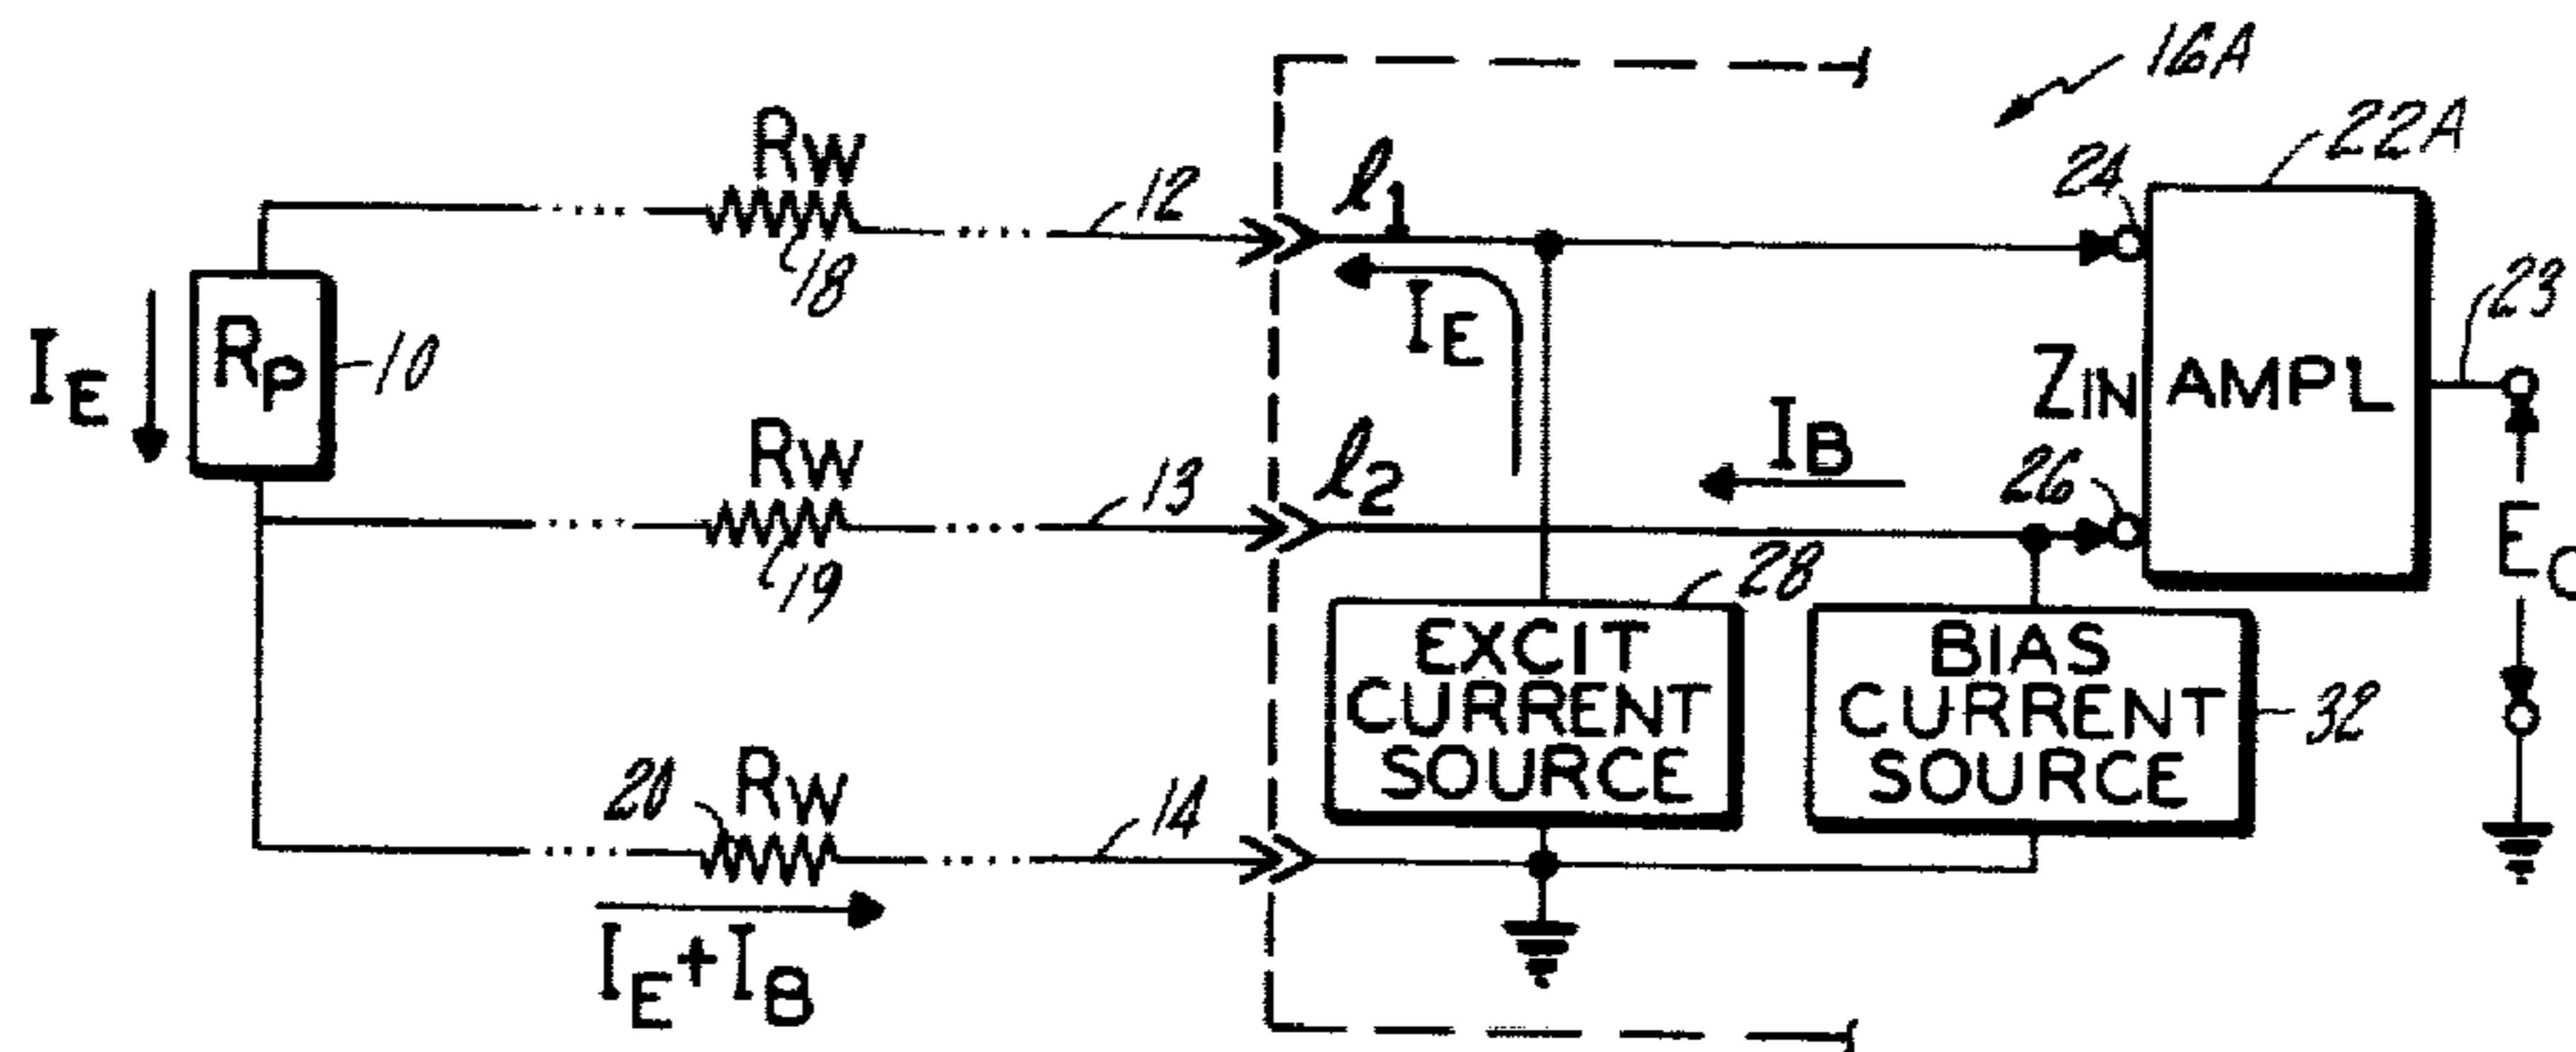 16A
22A
RW
12
l1
24
18
IE
RP
10
IE
ZIN
AMPL
23
RW
13
l2
IB
26
19
28
EO
EXCIT
CURRENT
SOURCE
BIAS
CURRENT
SOURCE
32
20
RW
14
IE+IB